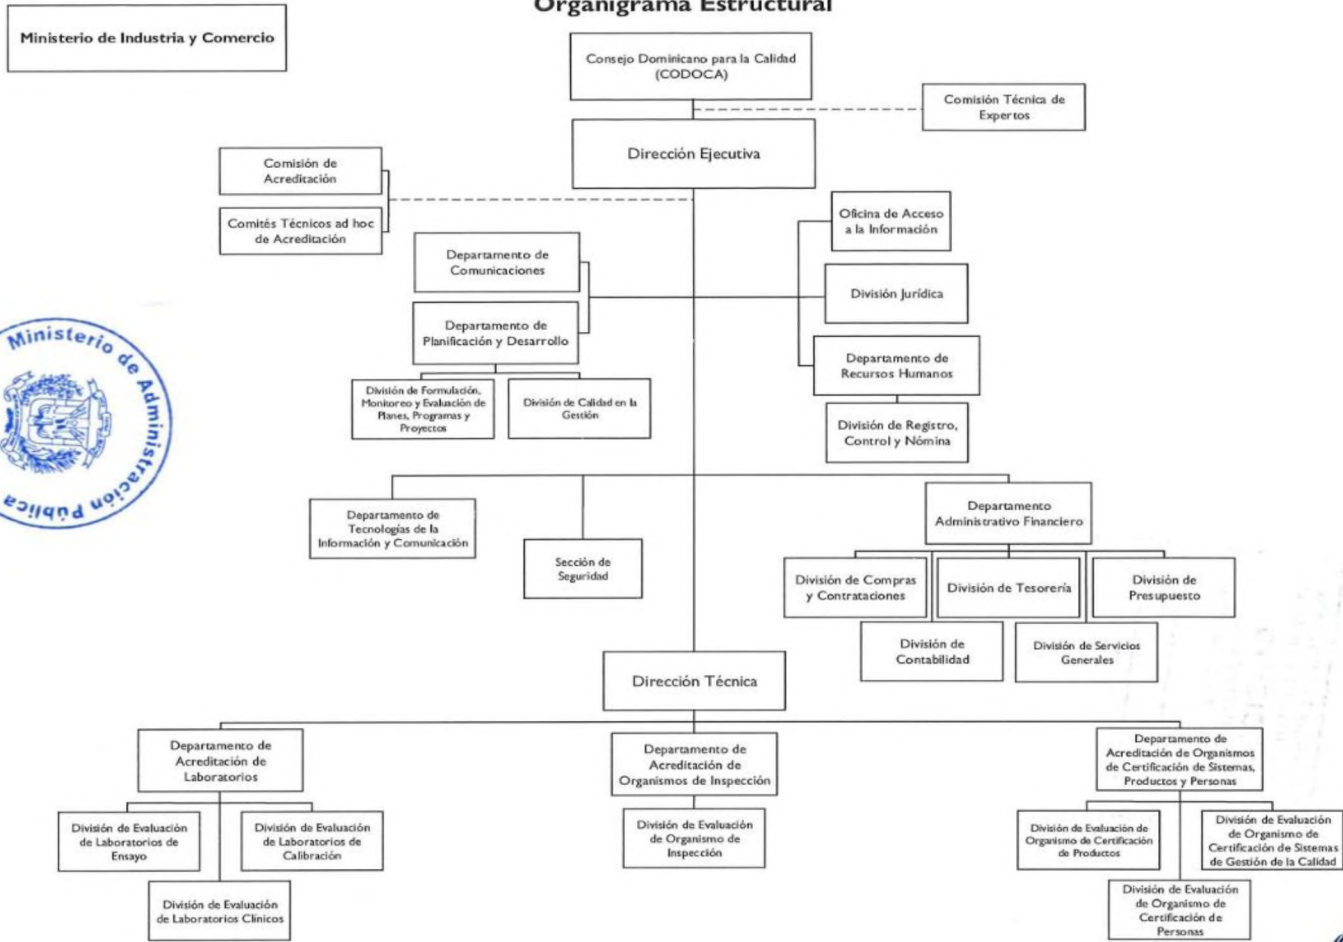 Organigrama Estructural
Ministerio de Industria y Comercio
Consejo Dominicano para la Calidad
(CODOCA)
Comisión Técnica de
Expertos
Dirección Ejecutiva
Comisión de
Acreditación
Comités Técnicos ad hoc
de Acreditación
Oficina de Acceso
a la Información
Departamento de
Comunicaciones
División Jurídica
Departamento de
Planificación y Desarrollo
Departamento de
Recursos Humanos
División de Formulación,
Monitoreo y Evaluación de
Planes, Programas y
Proyectos
División de Calidad en la
Gestión
División de Registro,
Control y Nómina
Ministerio de Administración Pública
Departamento de
Tecnologías de la
Información y Comunicación
Sección de
Seguridad
Departamento
Administrativo Financiero
División de Compras
y Contrataciones
División de Tesorería
División de
Presupuesto
División de
Contabilidad
División de Servicios
Generales
Dirección Técnica
Departamento de
Acreditación de
Laboratorios
Departamento de
Acreditación de
Organismos de Inspección
Departamento de
Acreditación de Organismos
de Certificación de Sistemas,
Productos y Personas
División de Evaluación
de Laboratorios de
Ensayo
División de Evaluación
de Laboratorios de
Calibración
División de Evaluación
de Laboratorios Clínicos
División de Evaluación
de Organismo de
Inspección
División de Evaluación de
Organismo de Certificación
de Productos
División de Evaluación
de Organismo de
Certificación de Sistemas
de Gestión de la Calidad
División de Evaluación
de Organismo de
Certificación de
Personas